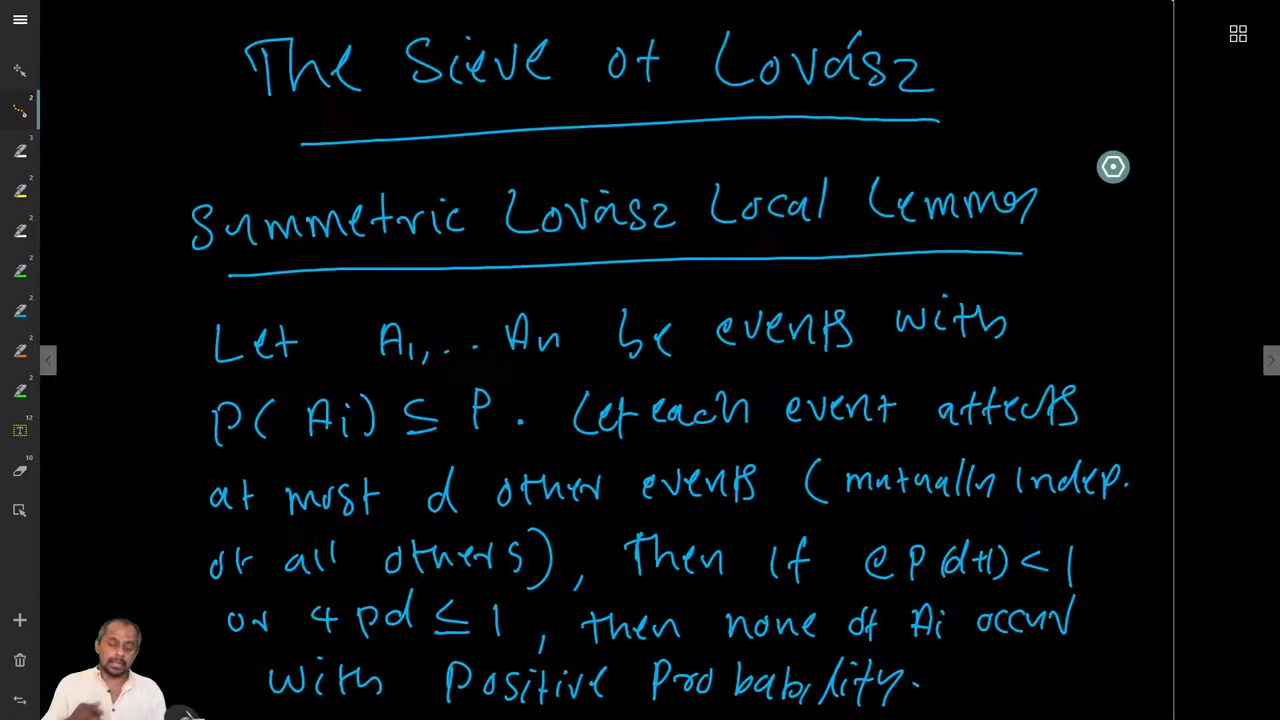 The Sieve of Lovász
Symmetric Lovász Local Lemma
Let A1,... An be events with
P(Ai) ≤ P. Let each event affects
at most d other events (mutually indep.
of all others), Then if e P(d+1) < 1
or 4 pd ≤ 1, then none of Ai occur
with Positive Probability.